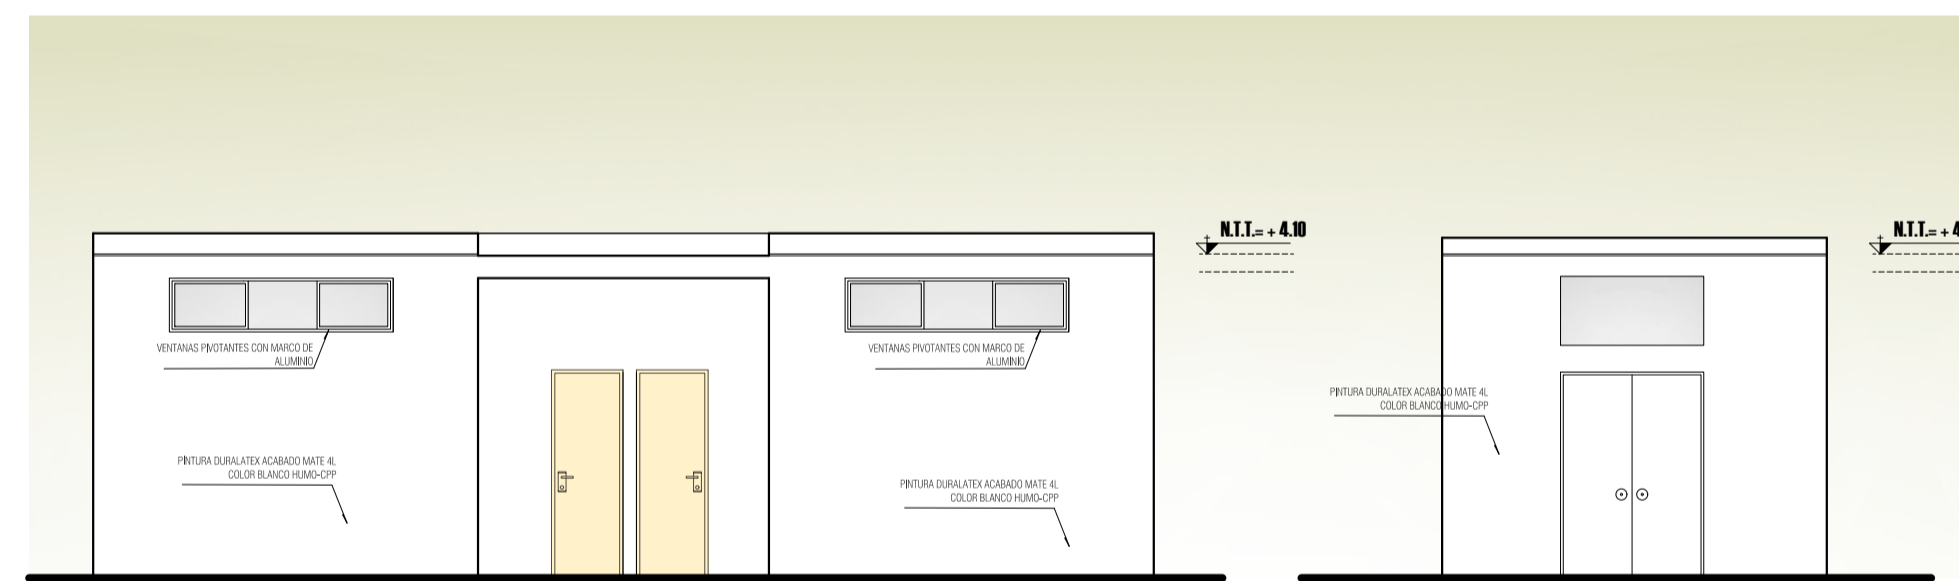 N.T.T.= + 4.10
N.T.T.= + 4
VENTANAS PIVOTANTES CON MARCO DE
ALUMINIO
VENTANAS PIVOTANTES CON MARCO DE
ALUMINIO
PINTURA DURALATEX ACABADO MATE 4L
COLOR BLANCO HUMO-CPP
PINTURA DURALATEX ACABADO MATE 4L
COLOR BLANCO HUMO-CPP
PINTURA DURALATEX ACABADO MATE 4L
COLOR BLANCO HUMO-CPP